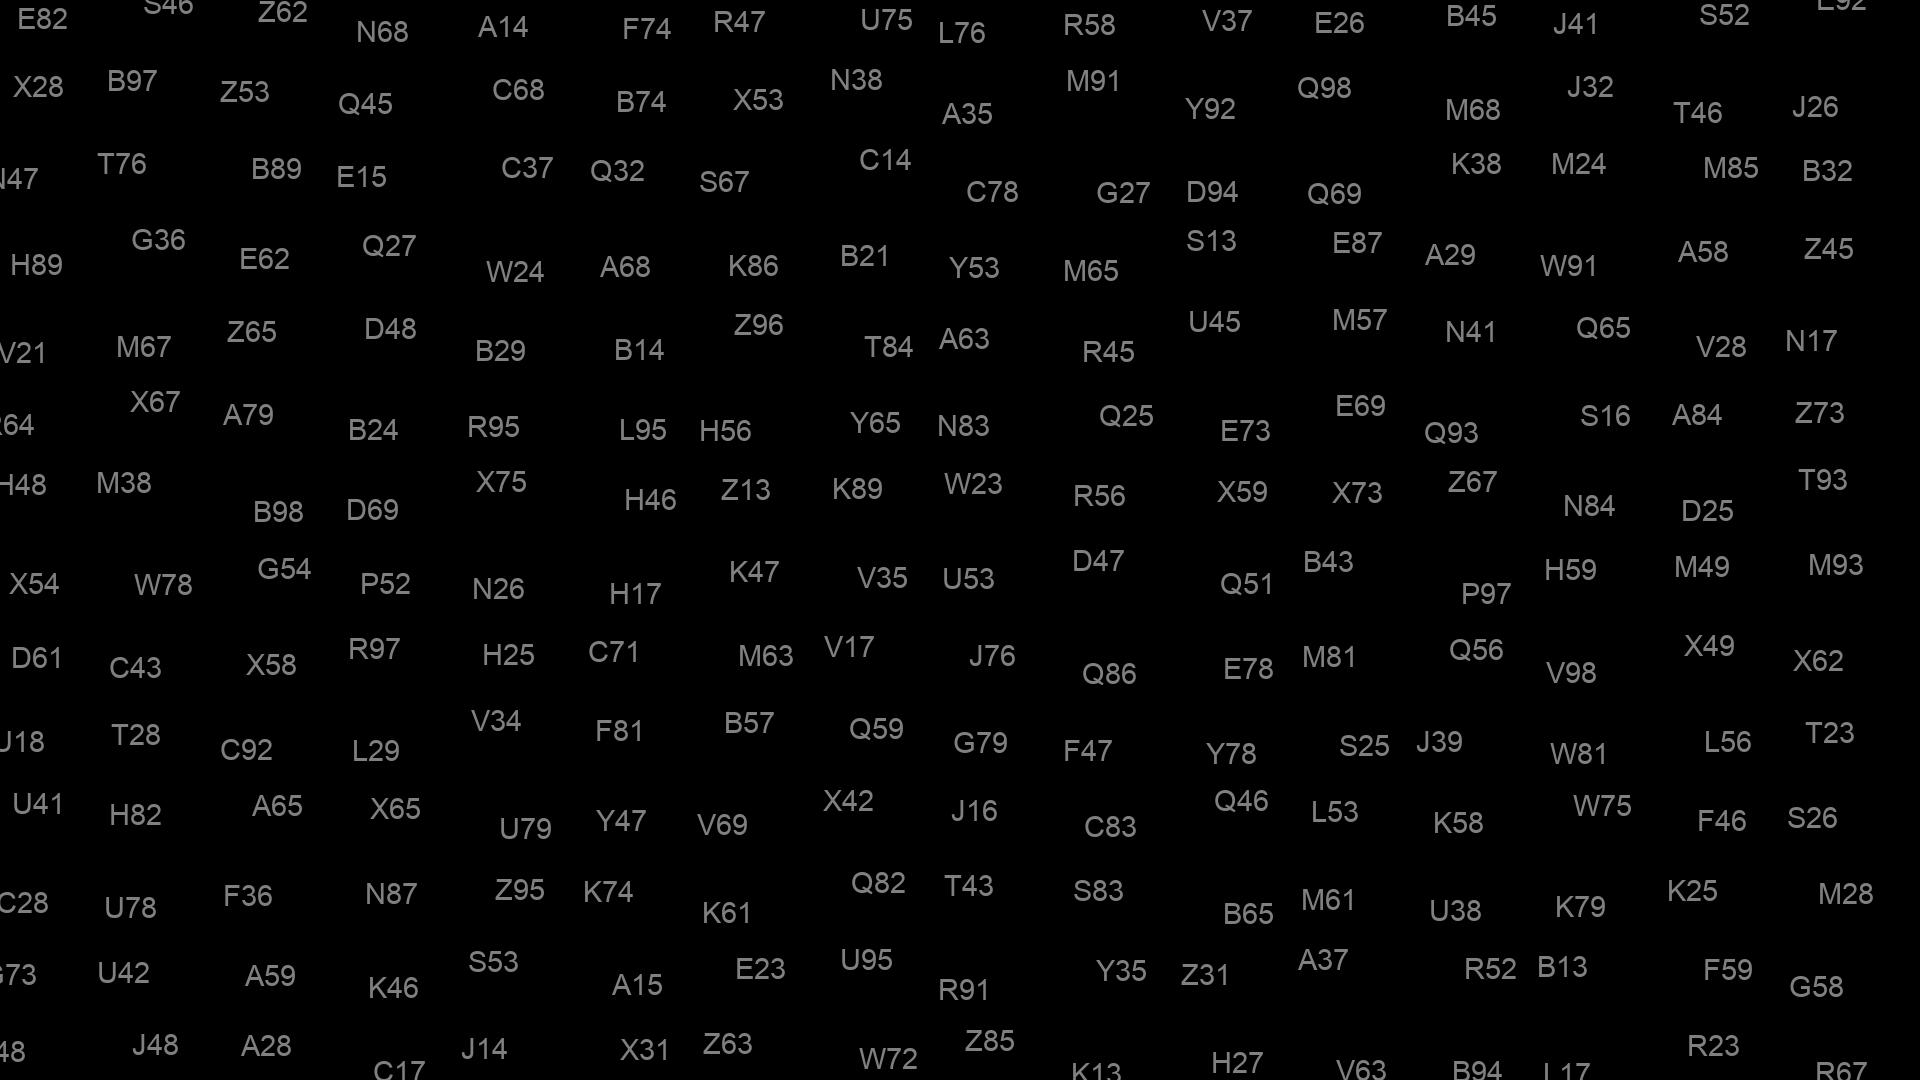 E82 S46 Z62 N68 A14 F74 R47 U75 L76 R58 V37 E26 B45 J41 S52
X28 B97 Z53 Q45 C68 B74 X53 N38 A35 M91 Y92 Q98 M68 J32 T46 J26
T76 B89 E15 C37 Q32 S67 C14 C78 G27 D94 Q69 K38 M24 M85 B32
H89 G36 E62 Q27 W24 A68 K86 B21 Y53 M65 S13 E87 A29 W91 A58 Z45
V21 M67 Z65 D48 B29 B14 Z96 T84 A63 R45 U45 M57 N41 Q65 V28 N17
X67 A79 B24 R95 L95 H56 Y65 N83 Q25 E73 E69 Q93 S16 A84 Z73
H48 M38 B98 D69 X75 H46 Z13 K89 W23 R56 X59 X73 Z67 N84 D25 T93
X54 W78 G54 P52 N26 H17 K47 V35 U53 D47 Q51 B43 P97 H59 M49 M93
D61 C43 X58 R97 H25 C71 M63 V17 J76 Q86 E78 M81 Q56 V98 X49 X62
T28 C92 L29 V34 F81 B57 Q59 G79 F47 Y78 S25 J39 W81 L56 T23
U41 H82 A65 X65 U79 Y47 V69 X42 J16 C83 Q46 L53 K58 W75 F46 S26
C28 U78 F36 N87 Z95 K74 K61 Q82 T43 S83 B65 M61 U38 K79 K25 M28
U42 A59 K46 S53 A15 E23 U95 R91 Y35 Z31 A37 R52 B13 F59 G58
J48 A28 C17 J14 X31 Z63 W72 Z85 K13 H27 V63 B94 L17 R23 R67